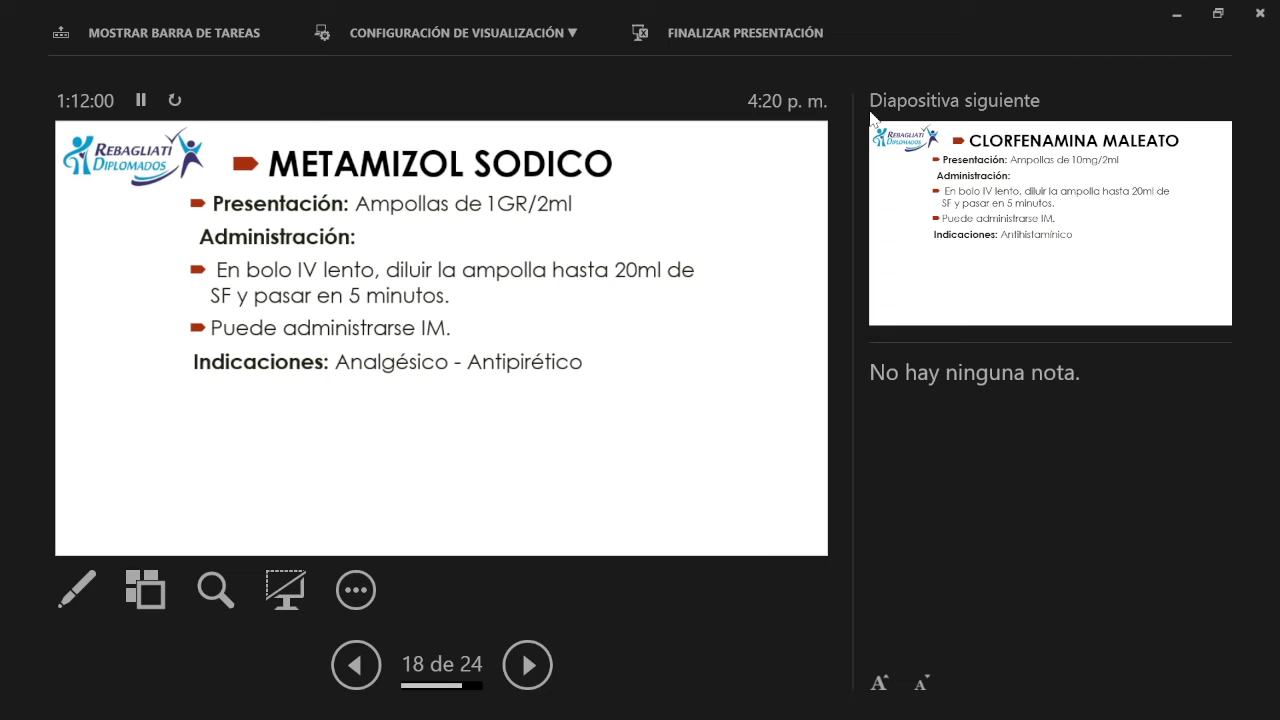 MOSTRAR BARRA DE TAREAS
CONFIGURACIÓN DE VISUALIZACIÓN ▼
FINALIZAR PRESENTACIÓN
1:12:00
4:20 p. m.
REBAGLIATI
DIPLOMADOS
METAMIZOL SODICO
Presentación: Ampollas de 1GR/2ml
Administración:
En bolo IV lento, diluir la ampolla hasta 20ml de
SF y pasar en 5 minutos.
Puede administrarse IM.
Indicaciones: Analgésico - Antipirético
18 de 24
Diapositiva siguiente
REBAGLIATI
DIPLOMADOS
CLORFENAMINA MALEATO
Presentación: Ampollas de 10mg/2ml
Administración:
En bolo IV lento, diluir la ampolla hasta 20ml de
SF y pasar en 5 minutos.
Puede administrarse IM.
Indicaciones: Antihistamínico
No hay ninguna nota.
A A